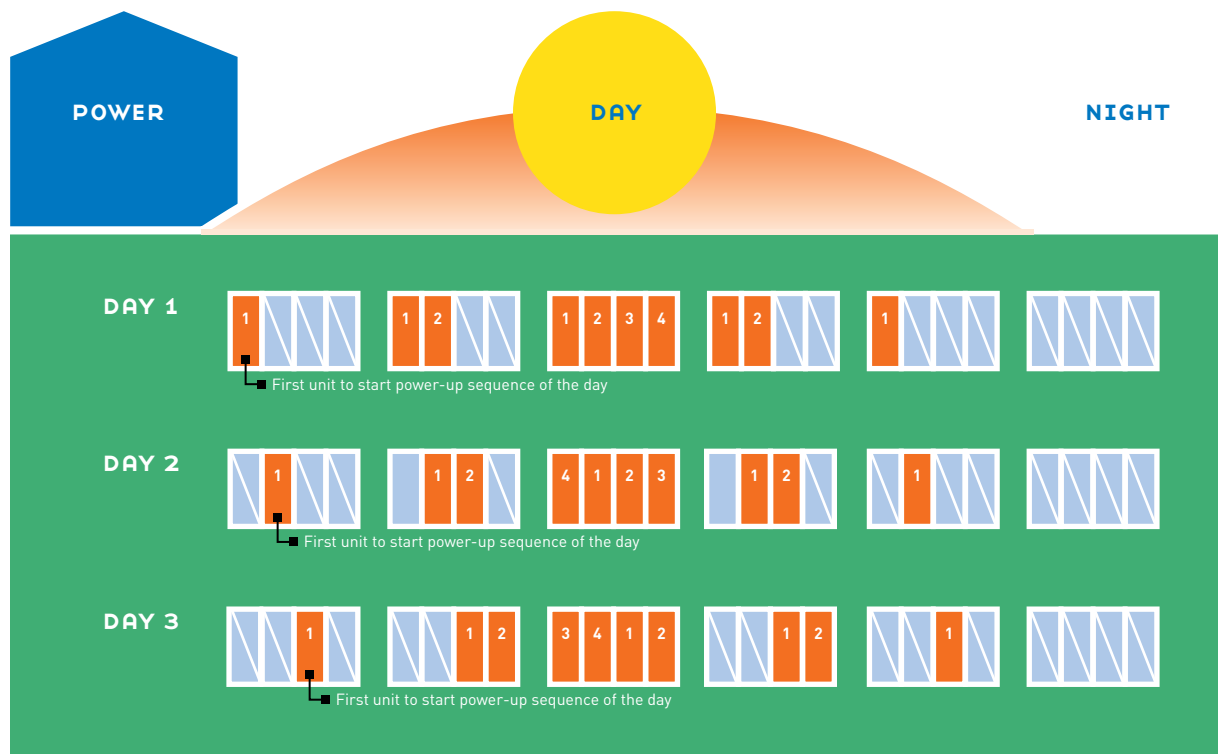 POWER
DAY
NIGHT
DAY 1
1
1 2
1 2 3 4
1 2
1
First unit to start power-up sequence of the day
DAY 2
1
1 2
4 1 2 3
1 2
1
First unit to start power-up sequence of the day
DAY 3
1
1 2
3 4 1 2
1 2
1
First unit to start power-up sequence of the day